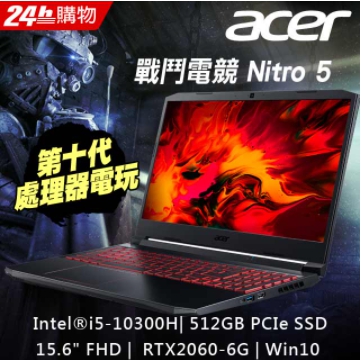 24h購物
acer
戰鬥電競 Nitro 5
第十代
處理器電玩
acer
Intel®i5-10300H| 512GB PCIe SSD
15.6" FHD | RTX2060-6G | Win10